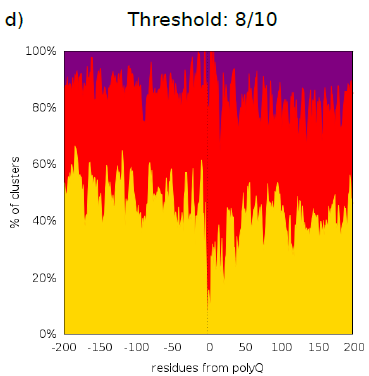 d)
Threshold: 8/10
100%
80%
60%
40%
20%
0%
% of clusters
-200 -150 -100 -50 0 50 100 150 200
residues from polyQ